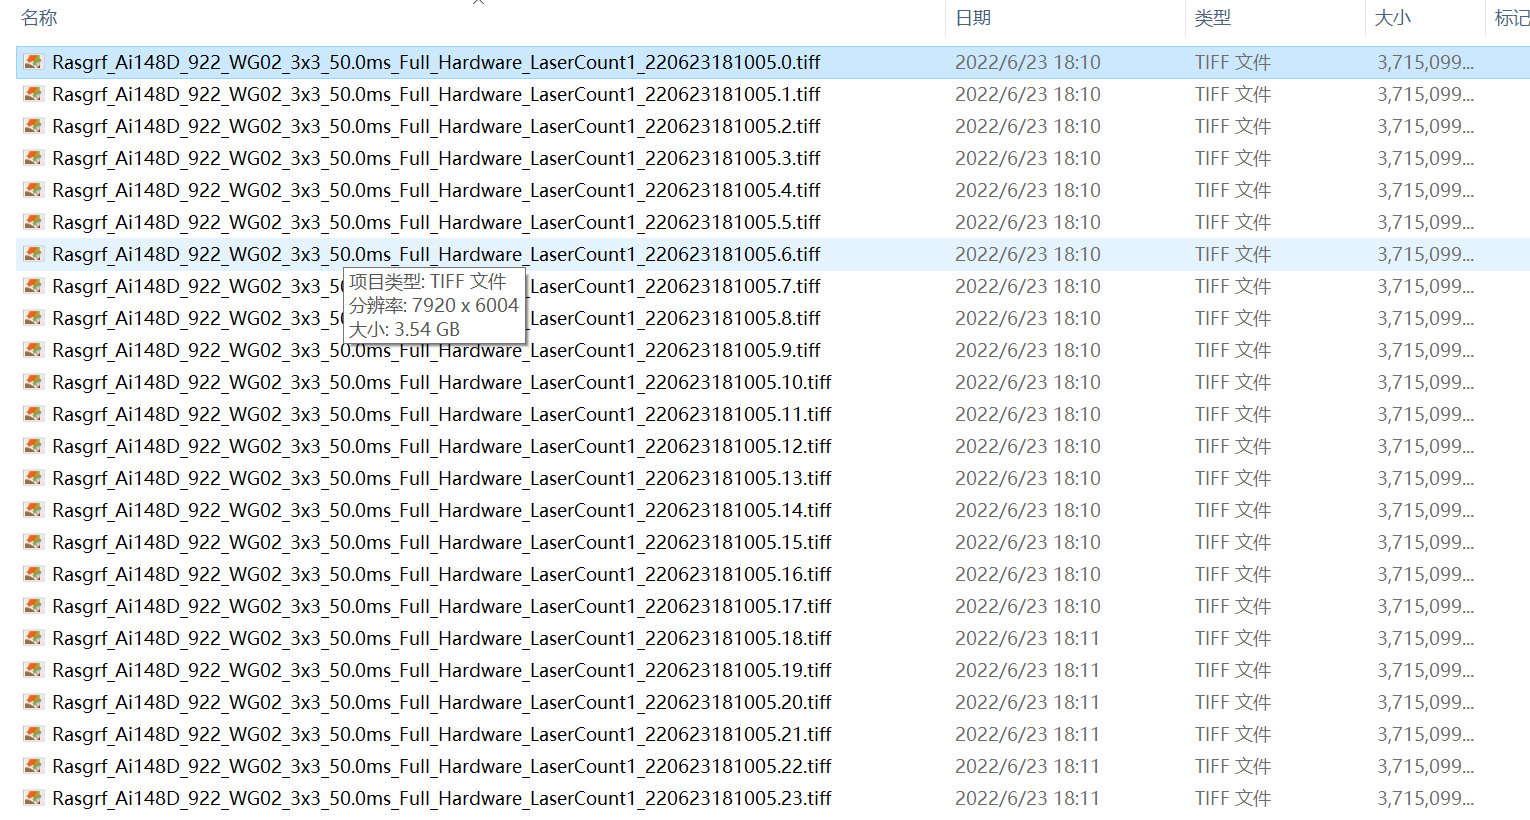 名称 日期 类型 大小 标记
Rasgrf_Ai148D_922_WG02_3x3_50.0ms_Full_Hardware_LaserCount1_220623181005.0.tiff 2022/6/23 18:10 TIFF 文件 3,715,099...
Rasgrf_Ai148D_922_WG02_3x3_50.0ms_Full_Hardware_LaserCount1_220623181005.1.tiff 2022/6/23 18:10 TIFF 文件 3,715,099...
Rasgrf_Ai148D_922_WG02_3x3_50.0ms_Full_Hardware_LaserCount1_220623181005.2.tiff 2022/6/23 18:10 TIFF 文件 3,715,099...
Rasgrf_Ai148D_922_WG02_3x3_50.0ms_Full_Hardware_LaserCount1_220623181005.3.tiff 2022/6/23 18:10 TIFF 文件 3,715,099...
Rasgrf_Ai148D_922_WG02_3x3_50.0ms_Full_Hardware_LaserCount1_220623181005.4.tiff 2022/6/23 18:10 TIFF 文件 3,715,099...
Rasgrf_Ai148D_922_WG02_3x3_50.0ms_Full_Hardware_LaserCount1_220623181005.5.tiff 2022/6/23 18:10 TIFF 文件 3,715,099...
Rasgrf_Ai148D_922_WG02_3x3_50.0ms_Full_Hardware_LaserCount1_220623181005.6.tiff 2022/6/23 18:10 TIFF 文件 3,715,099...
项目类型: TIFF 文件
分辨率: 7920 x 6004
大小: 3.54 GB
Rasgrf_Ai148D_922_WG02_3x3_50 Hardware_LaserCount1_220623181005.7.tiff 2022/6/23 18:10 TIFF 文件 3,715,099...
Rasgrf_Ai148D_922_WG02_3x3_50 Hardware_LaserCount1_220623181005.8.tiff 2022/6/23 18:10 TIFF 文件 3,715,099...
Rasgrf_Ai148D_922_WG02_3x3_50.0ms_Full_Hardware_LaserCount1_220623181005.9.tiff 2022/6/23 18:10 TIFF 文件 3,715,099...
Rasgrf_Ai148D_922_WG02_3x3_50.0ms_Full_Hardware_LaserCount1_220623181005.10.tiff 2022/6/23 18:10 TIFF 文件 3,715,099...
Rasgrf_Ai148D_922_WG02_3x3_50.0ms_Full_Hardware_LaserCount1_220623181005.11.tiff 2022/6/23 18:10 TIFF 文件 3,715,099...
Rasgrf_Ai148D_922_WG02_3x3_50.0ms_Full_Hardware_LaserCount1_220623181005.12.tiff 2022/6/23 18:10 TIFF 文件 3,715,099...
Rasgrf_Ai148D_922_WG02_3x3_50.0ms_Full_Hardware_LaserCount1_220623181005.13.tiff 2022/6/23 18:10 TIFF 文件 3,715,099...
Rasgrf_Ai148D_922_WG02_3x3_50.0ms_Full_Hardware_LaserCount1_220623181005.14.tiff 2022/6/23 18:10 TIFF 文件 3,715,099...
Rasgrf_Ai148D_922_WG02_3x3_50.0ms_Full_Hardware_LaserCount1_220623181005.15.tiff 2022/6/23 18:10 TIFF 文件 3,715,099...
Rasgrf_Ai148D_922_WG02_3x3_50.0ms_Full_Hardware_LaserCount1_220623181005.16.tiff 2022/6/23 18:10 TIFF 文件 3,715,099...
Rasgrf_Ai148D_922_WG02_3x3_50.0ms_Full_Hardware_LaserCount1_220623181005.17.tiff 2022/6/23 18:10 TIFF 文件 3,715,099...
Rasgrf_Ai148D_922_WG02_3x3_50.0ms_Full_Hardware_LaserCount1_220623181005.18.tiff 2022/6/23 18:11 TIFF 文件 3,715,099...
Rasgrf_Ai148D_922_WG02_3x3_50.0ms_Full_Hardware_LaserCount1_220623181005.19.tiff 2022/6/23 18:11 TIFF 文件 3,715,099...
Rasgrf_Ai148D_922_WG02_3x3_50.0ms_Full_Hardware_LaserCount1_220623181005.20.tiff 2022/6/23 18:11 TIFF 文件 3,715,099...
Rasgrf_Ai148D_922_WG02_3x3_50.0ms_Full_Hardware_LaserCount1_220623181005.21.tiff 2022/6/23 18:11 TIFF 文件 3,715,099...
Rasgrf_Ai148D_922_WG02_3x3_50.0ms_Full_Hardware_LaserCount1_220623181005.22.tiff 2022/6/23 18:11 TIFF 文件 3,715,099...
Rasgrf_Ai148D_922_WG02_3x3_50.0ms_Full_Hardware_LaserCount1_220623181005.23.tiff 2022/6/23 18:11 TIFF 文件 3,715,099...